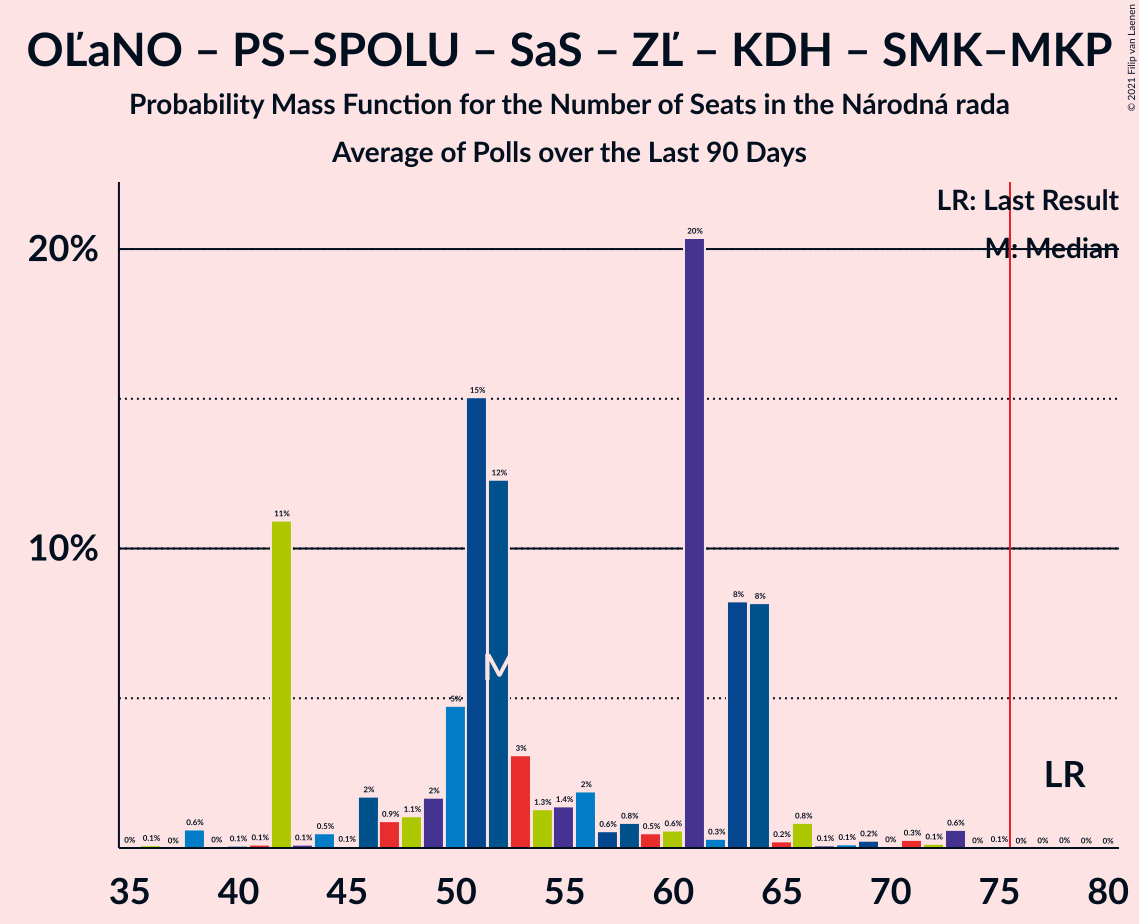 OĽaNO – PS–SPOLU – SaS – ZĽ – KDH – SMK–MKP
Probability Mass Function for the Number of Seats in the Národná rada
Average of Polls over the Last 90 Days
© 2021 Filip van Laenen
LR: Last Result
M: Median
20%
10%
0% 0.1% 0% 0.6% 0% 0.1% 0.1% 11% 0.1% 0.5% 0.1% 2% 0.9% 1.1% 2% 5% 15% 12% 3% 1.3% 1.4% 2% 0.6% 0.8% 0.5% 0.6% 20% 0.3% 8% 8% 0.2% 0.8% 0.1% 0.1% 0.2% 0% 0.3% 0.1% 0.6% 0% 0.1% 0% 0% 0% 0% 0%
M
LR
35 40 45 50 55 60 65 70 75 80